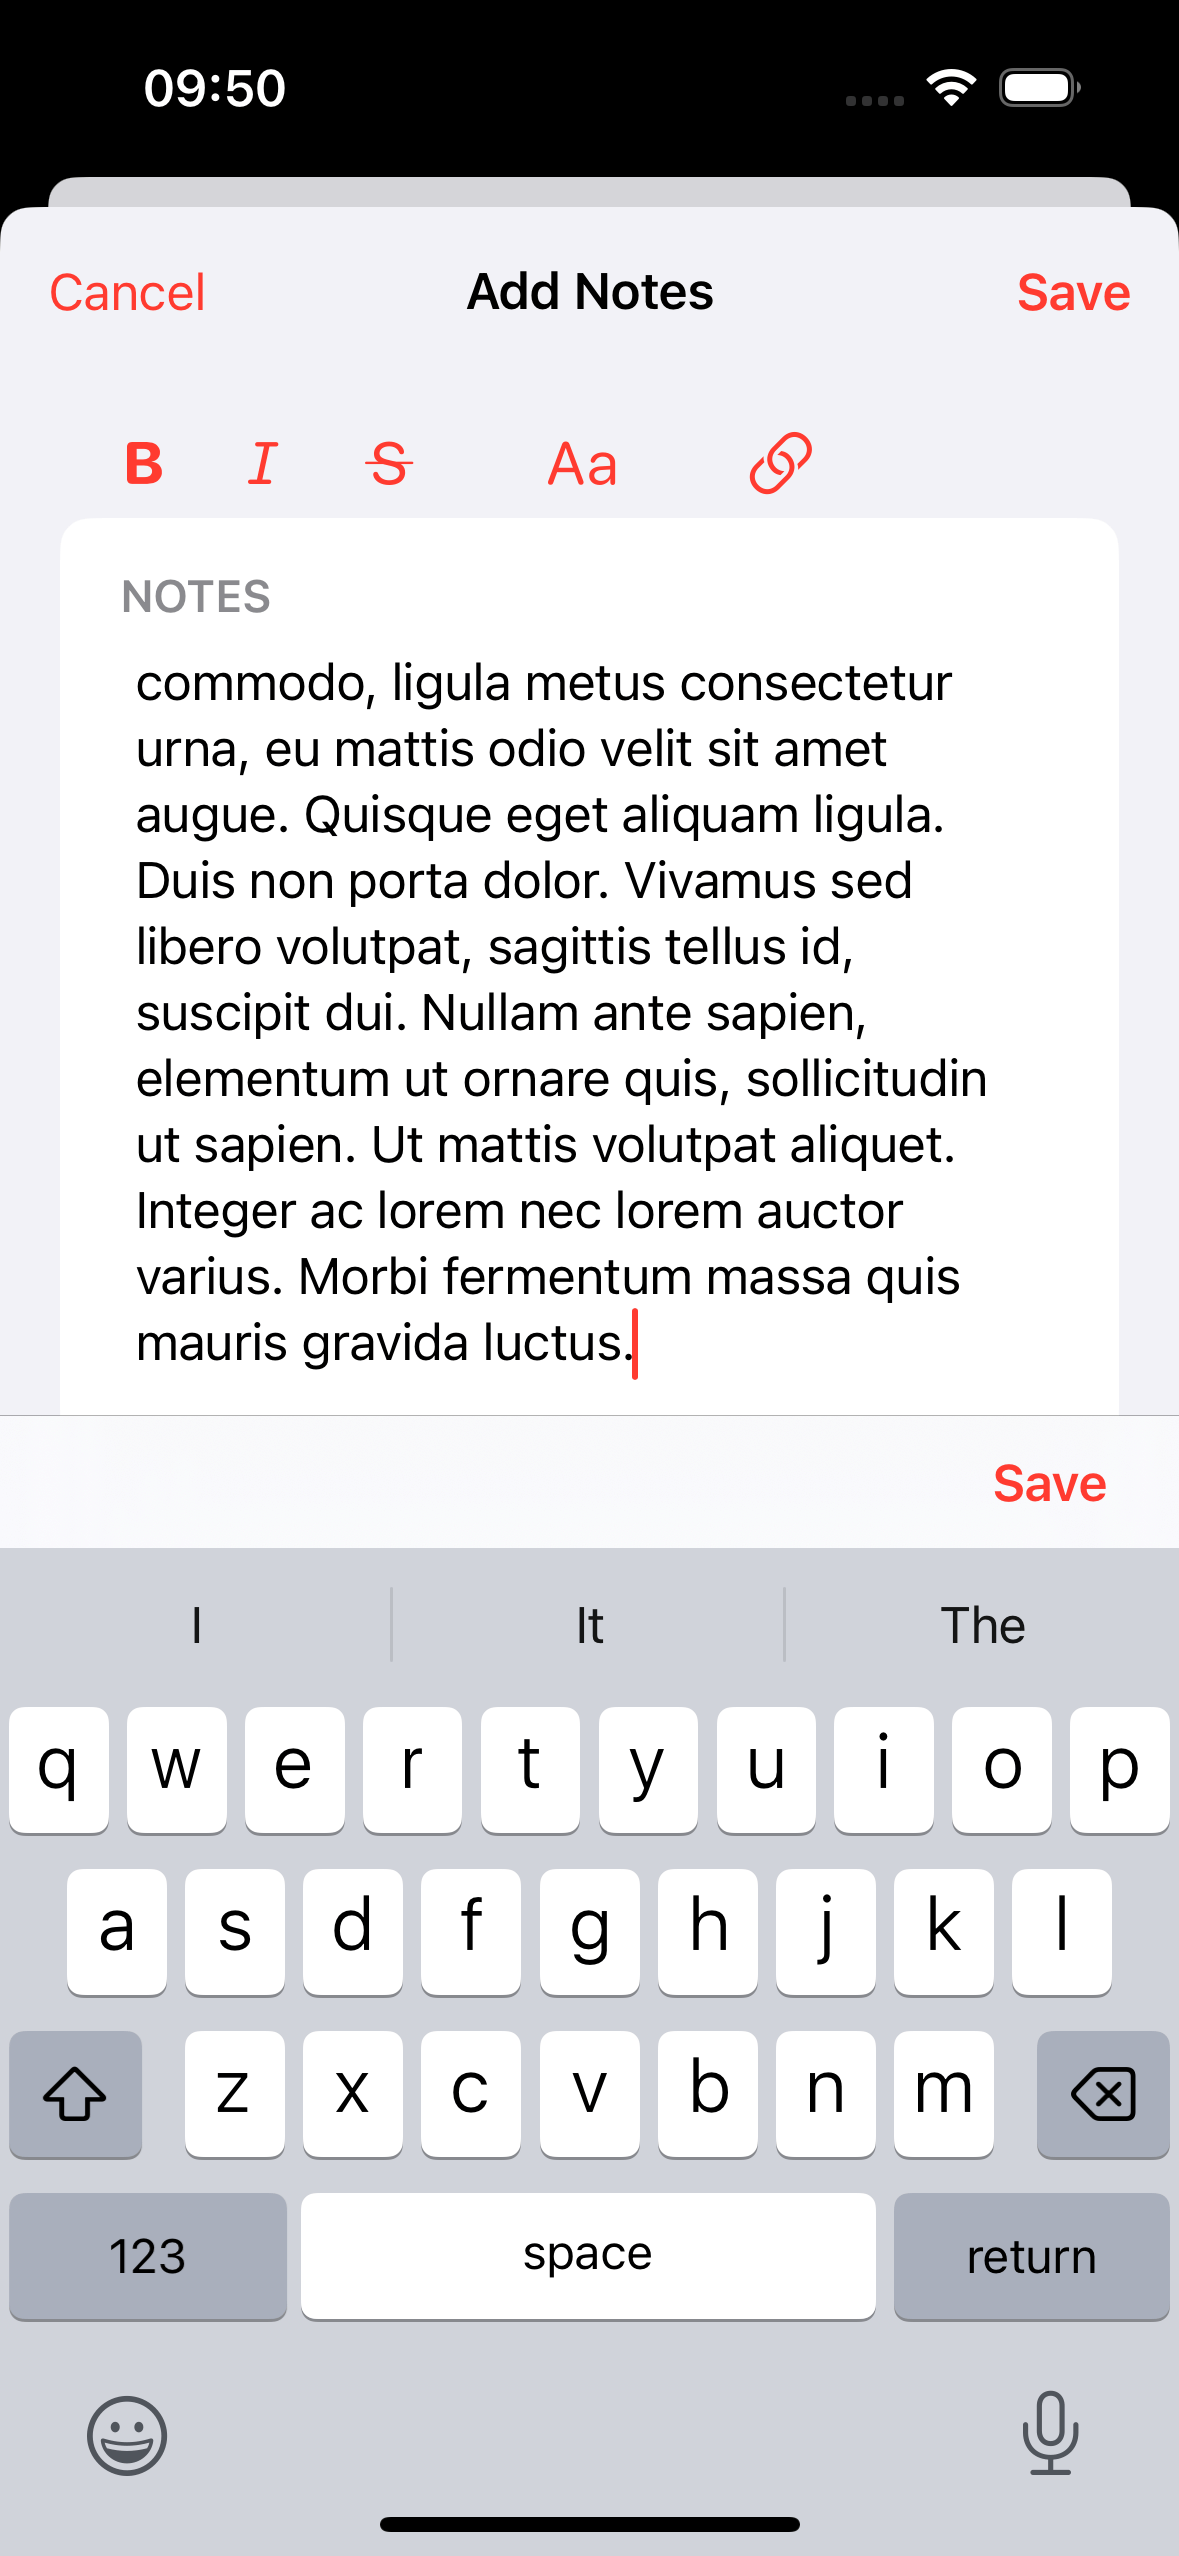 09:50
Cancel Add Notes Save
B I S Aa
NOTES
commodo, ligula metus consectetur
urna, eu mattis odio velit sit amet
augue. Quisque eget aliquam ligula.
Duis non porta dolor. Vivamus sed
libero volutpat, sagittis tellus id,
suscipit dui. Nullam ante sapien,
elementum ut ornare quis, sollicitudin
ut sapien. Ut mattis volutpat aliquet.
Integer ac lorem nec lorem auctor
varius. Morbi fermentum massa quis
mauris gravida luctus.
Save
I It The
q w e r t y u i o p
a s d f g h j k l
z x c v b n m
123 space return